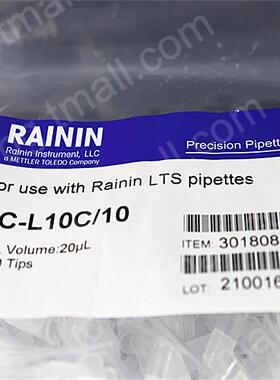 RAININ
Rainin Instrument, LLC
a METTLER TOLEDO Company
Precision Pipett
or use with Rainin LTS pipettes
C-L10C/10
Volume:20µL
Tips
ITEM: 301808
LOT: 210016